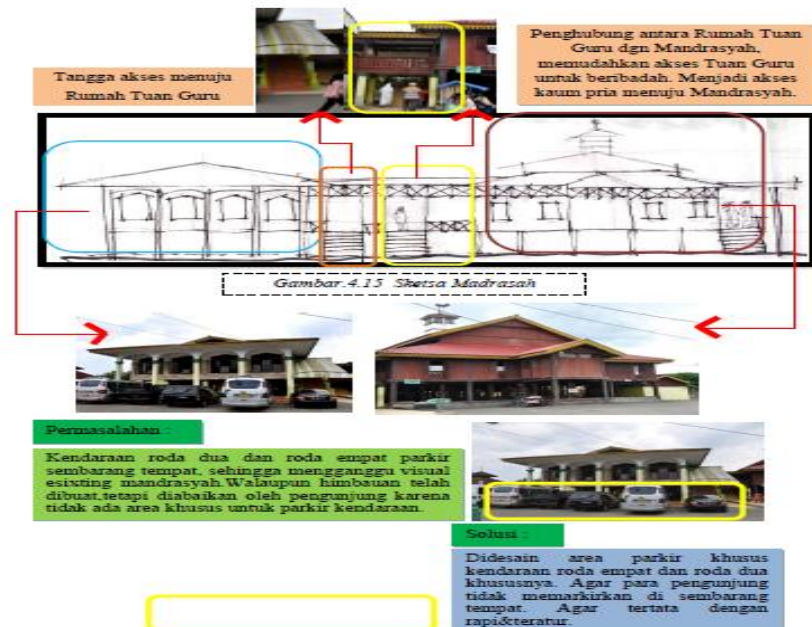 Tangga akses menuju
Rumah Tuan Guru
Penghubung antara Rumah Tuan
Guru dgn Mandrasyah,
memudahkan akses Tuan Guru
untuk beribadah. Menjadi akses
kaum pria menuju Mandrasyah.
Gambar.4.15 Sketsa Madrasah
Permasalahan :
Kendaraan roda dua dan roda empat parkir
sembarang tempat, sehingga mengganggu visual
esixting mandrasyah.Walaupun himbauan telah
dibuat,tetapi diabaikan oleh pengunjung karena
tidak ada area khusus untuk parkir kendaraan.
Solusi :
Didesain area parkir khusus
kendaraan roda empat dan roda dua
khususnya. Agar para pengunjung
tidak memarkirkan di sembarang
tempat. Agar tertata dengan
rapi&teratur.